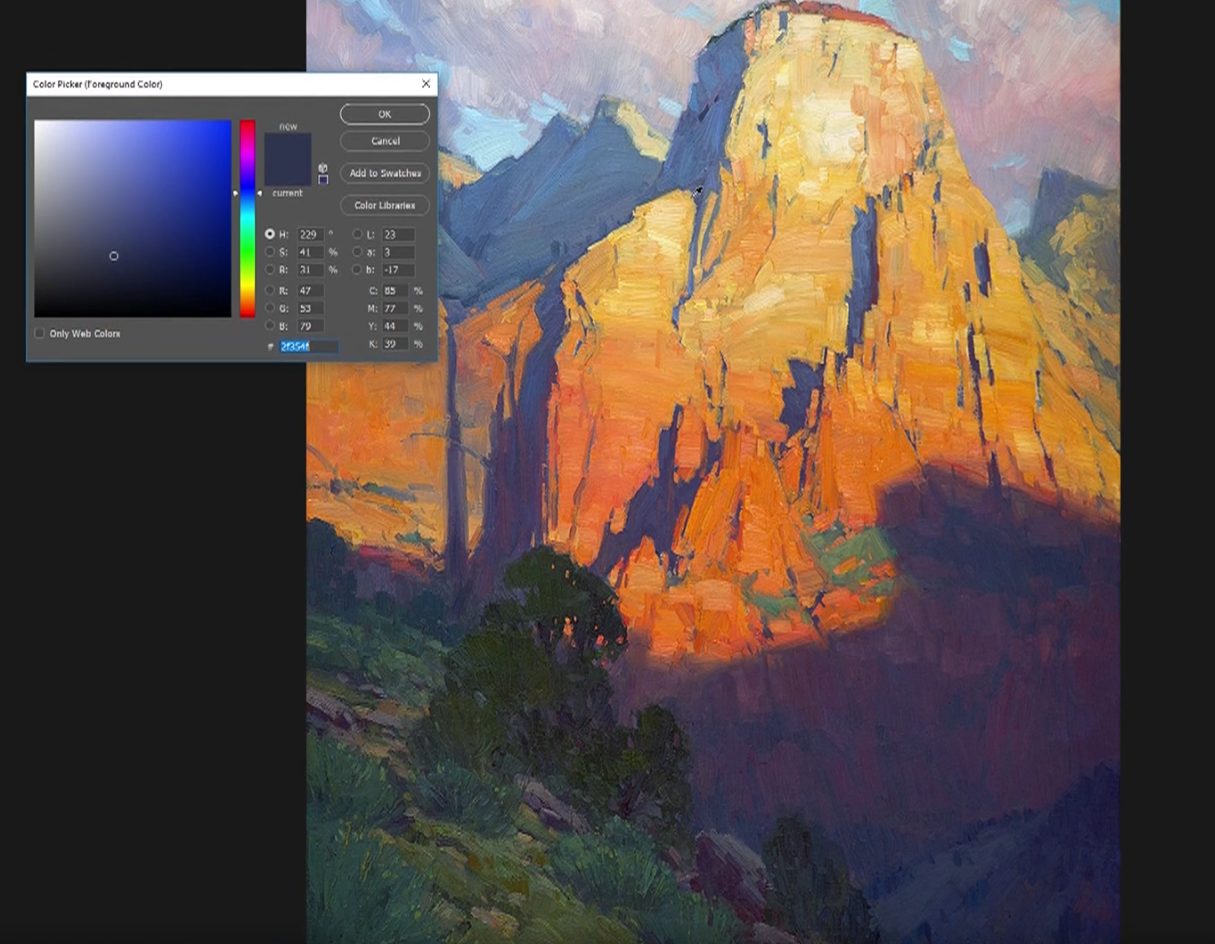 Color Picker (Foreground Color)
new
current
OK
Cancel
Add to Swatches
Color Libraries
H: 229 °
S: 41 %
B: 31 %
R: 47
G: 53
B: 79
# 2f354f
L: 23
a: 3
b: -17
C: 85 %
M: 77 %
Y: 44 %
K: 39 %
Only Web Colors